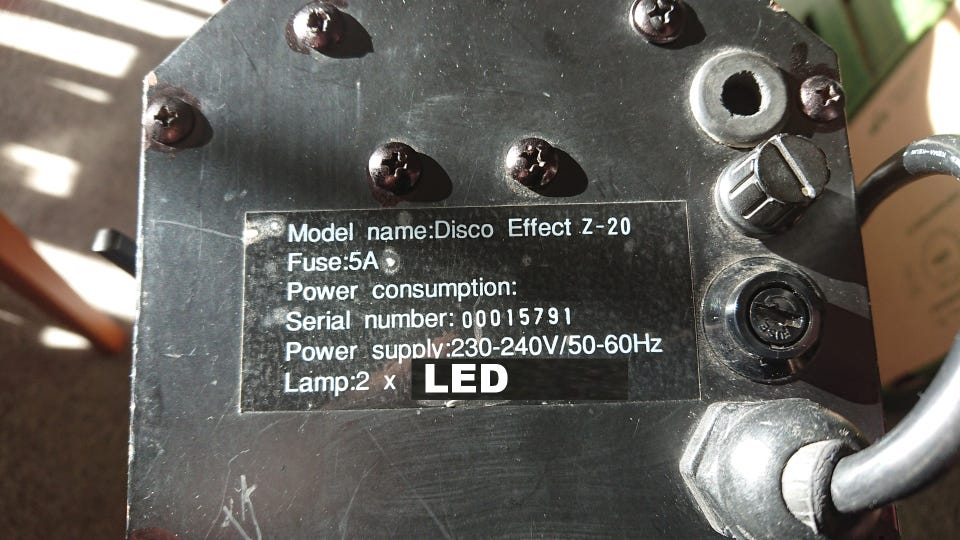 Model name:Disco Effect Z-20
Fuse:5A
Power consumption:
Serial number: 00015791
Power supply:230-240V/50-60Hz
Lamp:2 x LED
FUSE